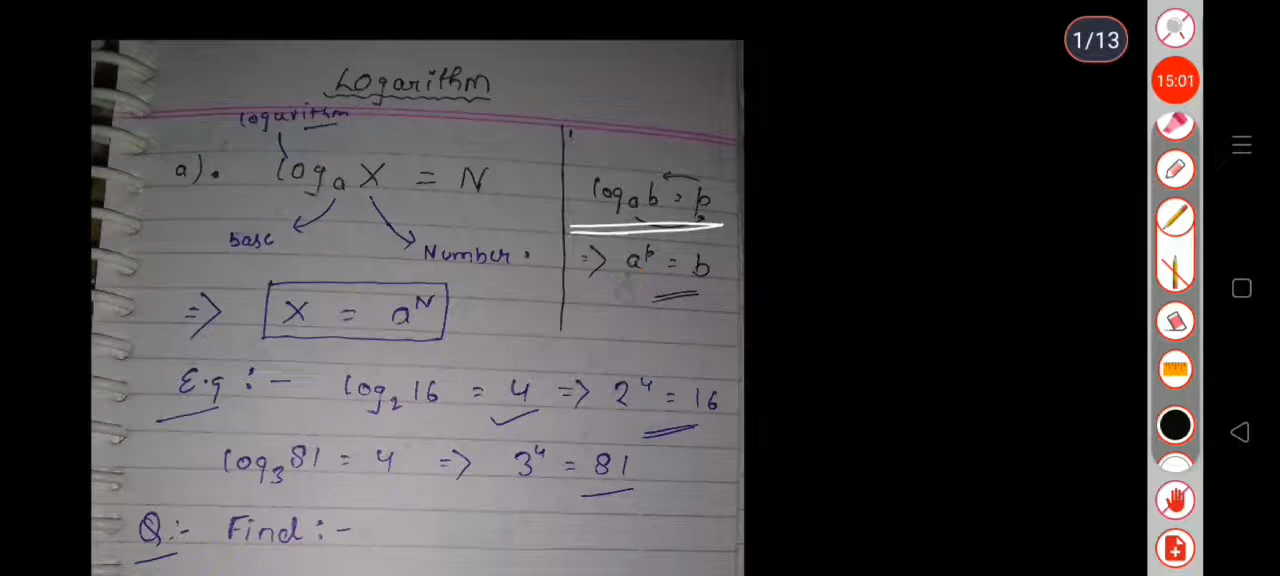 1/13
15:01
Logarithm
logarithm
a). log_a X = N
base
Number.
log_a b = p
=> a^p = b
=> X = a^N
E.g :- log_2 16 = 4 => 2^4 = 16
log_3 81 = 4 => 3^4 = 81
Q:- Find :-